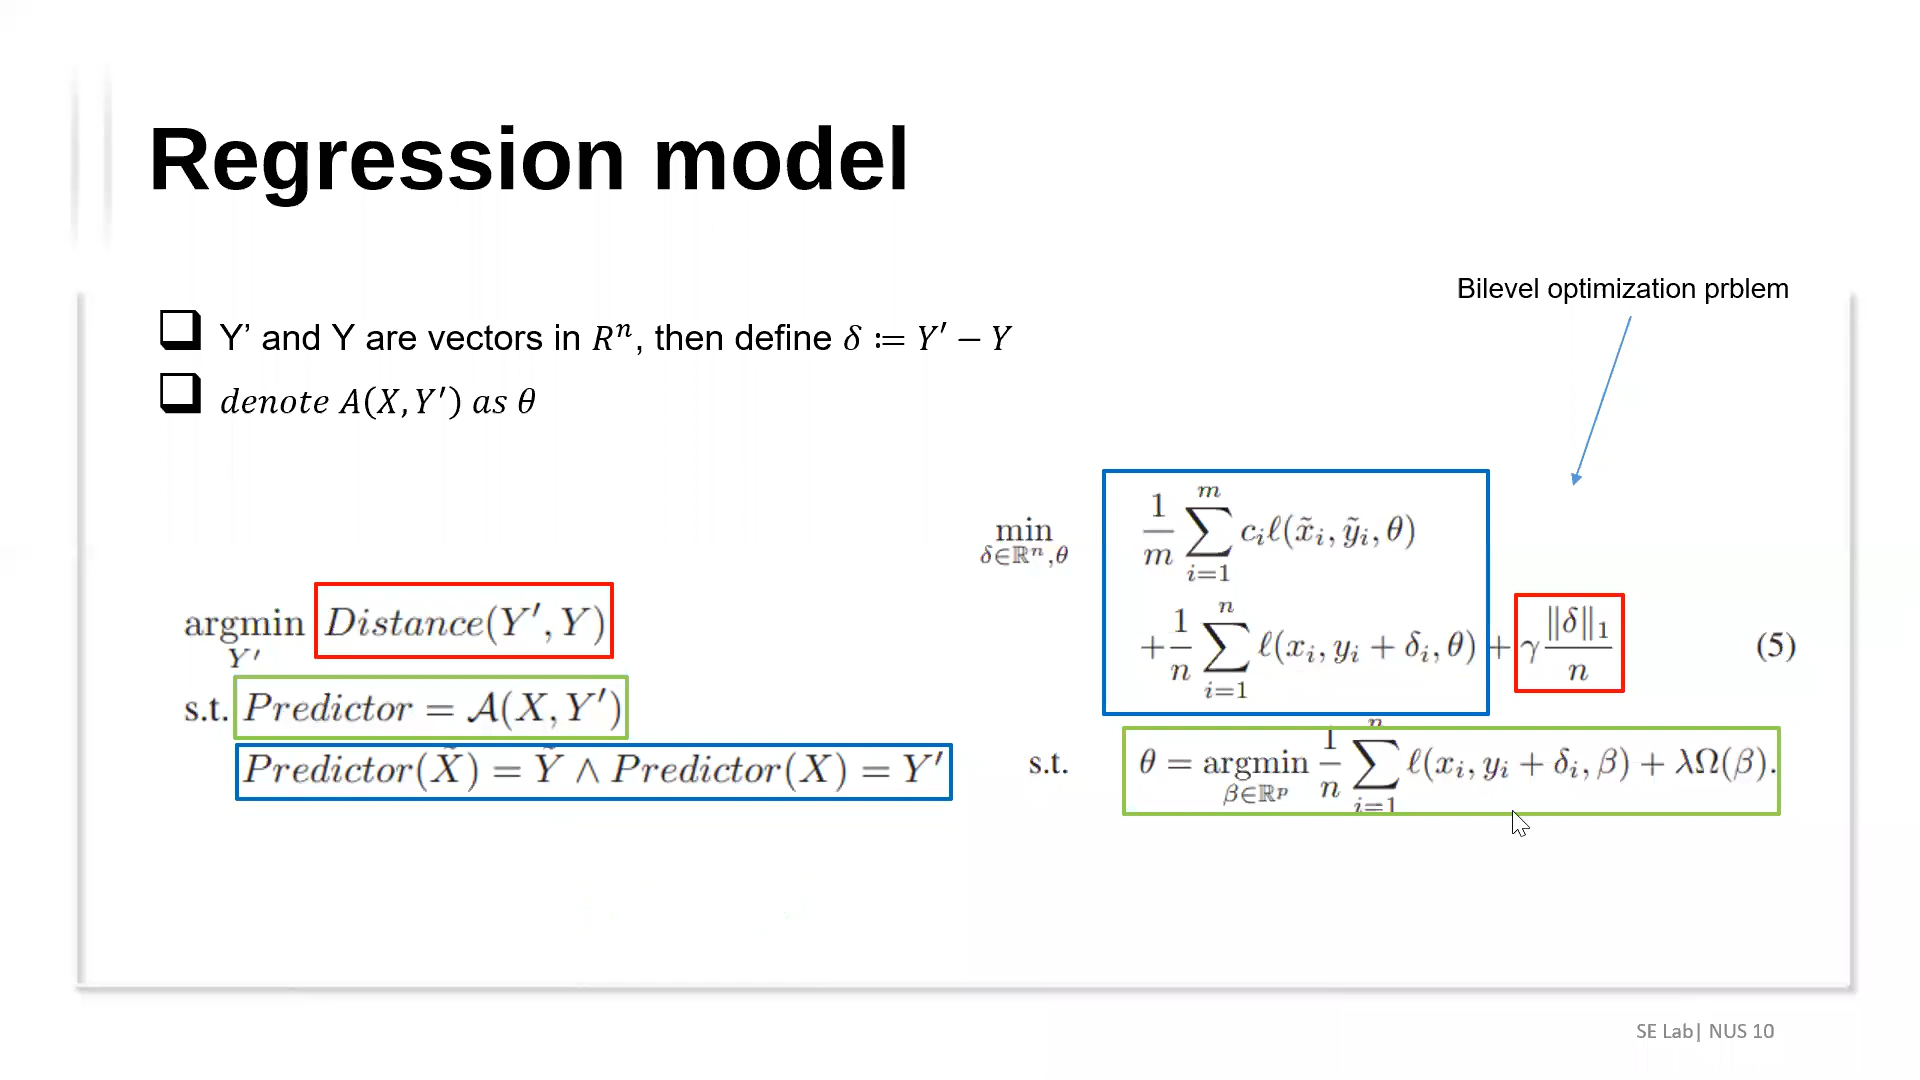 Regression model
Bilevel optimization prblem
Y’ and Y are vectors in Rⁿ, then define δ := Y′ − Y
denote A(X, Y′) as θ
argmin Distance(Y′, Y)
Y′
s.t. Predictor = 𝒜(X, Y′)
Predictor(X̃) = Ỹ ∧ Predictor(X) = Y′
min_{δ∈ℝⁿ,θ} 1/m ∑_{i=1}^{m} cᵢℓ(x̃ᵢ, ỹᵢ, θ)
+ 1/n ∑_{i=1}^{n} ℓ(xᵢ, yᵢ + δᵢ, θ) + γ ‖δ‖₁/n (5)
s.t. θ = argmin_{β∈ℝᵖ} 1/n ∑_{i=1}^{n} ℓ(xᵢ, yᵢ + δᵢ, β) + λΩ(β).
SE Lab| NUS 10